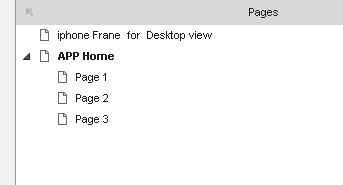 Pages
iphone Frane for Desktop view
APP Home
Page 1
Page 2
Page 3